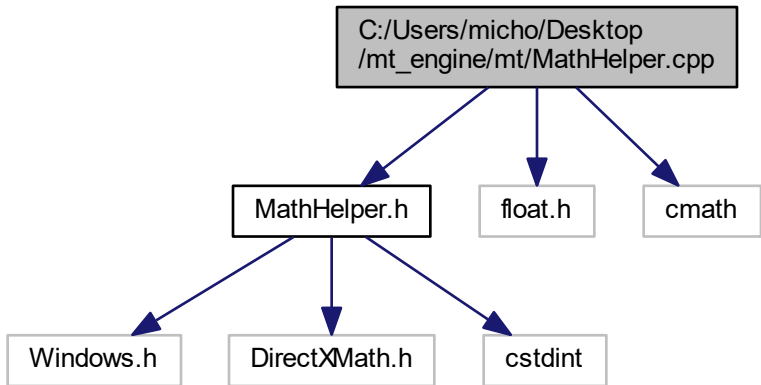 C:/Users/micho/Desktop
/mt_engine/mt/MathHelper.cpp
MathHelper.h
float.h
cmath
Windows.h
DirectXMath.h
cstdint